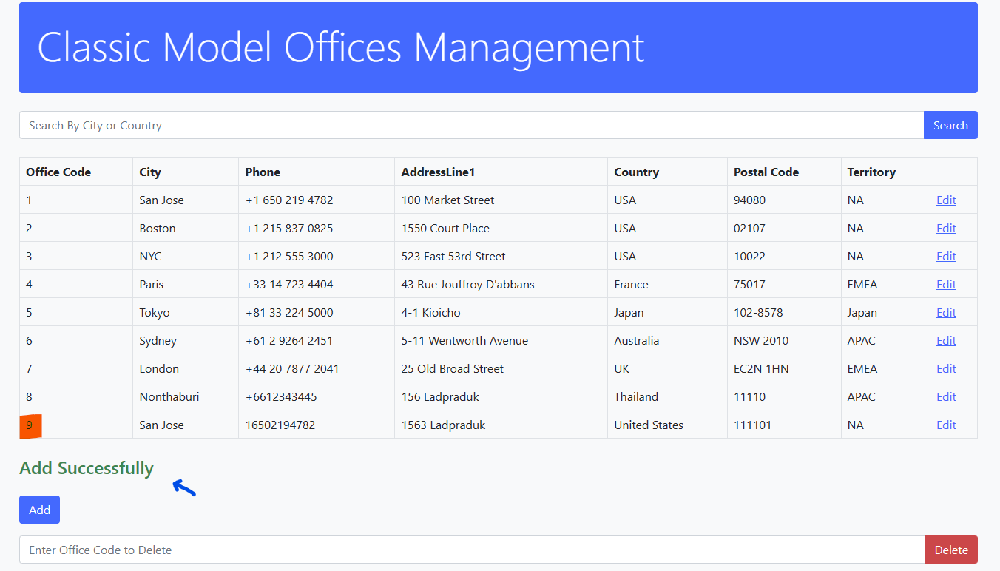 Classic Model Offices Management
Search By City or Country Search
Office Code City Phone AddressLine1 Country Postal Code Territory
1 San Jose +1 650 219 4782 100 Market Street USA 94080 NA Edit
2 Boston +1 215 837 0825 1550 Court Place USA 02107 NA Edit
3 NYC +1 212 555 3000 523 East 53rd Street USA 10022 NA Edit
4 Paris +33 14 723 4404 43 Rue Jouffroy D'abbans France 75017 EMEA Edit
5 Tokyo +81 33 224 5000 4-1 Kioicho Japan 102-8578 Japan Edit
6 Sydney +61 2 9264 2451 5-11 Wentworth Avenue Australia NSW 2010 APAC Edit
7 London +44 20 7877 2041 25 Old Broad Street UK EC2N 1HN EMEA Edit
8 Nonthaburi +6612343445 156 Ladpraduk Thailand 11110 APAC Edit
9 San Jose 16502194782 1563 Ladpraduk United States 111101 NA Edit
Add Successfully
Add
Enter Office Code to Delete Delete